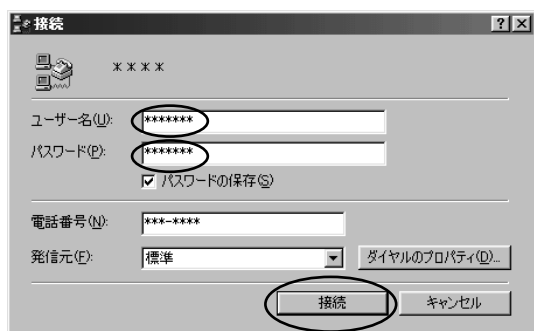 接続
****
ユーザー名(U): *******
パスワード(P): *******
パスワードの保存(S)
電話番号(N): ***-****
発信元(F): 標準 ダイヤルのプロパティ(D)...
接続 キャンセル